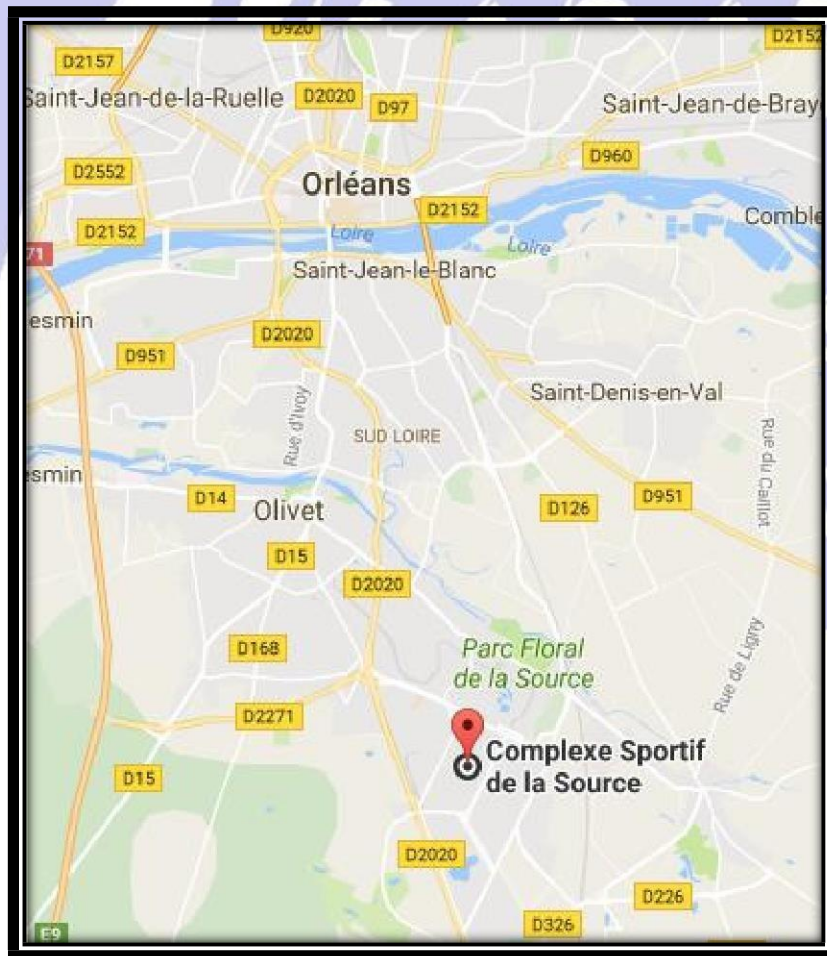 D920
D2152
D2157
Saint-Jean-de-la-Ruelle
D2020
D97
Saint-Jean-de-Bray
D960
D2552
Orléans
D2152
D2152
Comble
Loire
Loire
71
Saint-Jean-le-Blanc
esmin
D2020
D951
Saint-Denis-en-Val
Rue d'Ivoy
SUD LOIRE
Rue du Caillot
esmin
D14
Olivet
D126
D951
D15
D2020
D168
Parc Floral
de la Source
Rue de Ligny
D2271
Complexe Sportif
de la Source
D15
D2020
D226
D326
E9